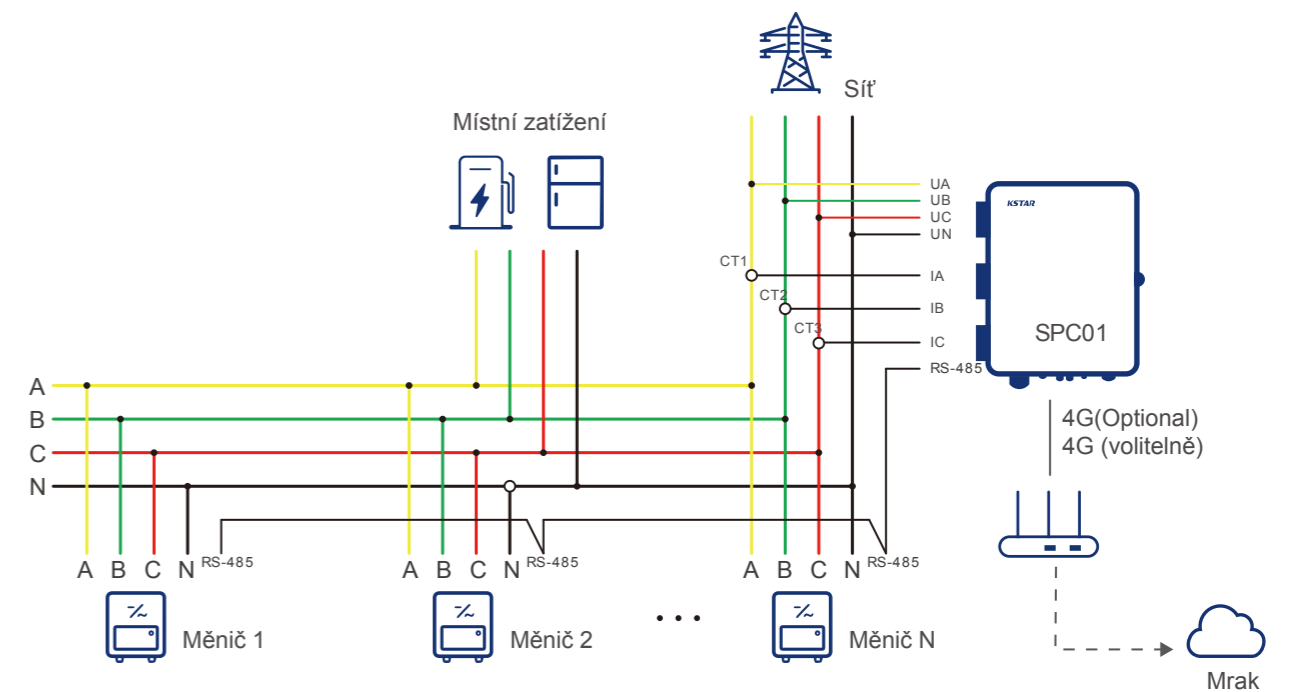 Síť
Místní zatížení
UA
UB
UC
UN
KSTAR
CT1
IA
CT2
IB
CT3
IC
SPC01
RS-485
A
B
C
N
4G(Optional)
4G (volitelně)
A B C N RS-485
A B C N RS-485
A B C N RS-485
Měnič 1
Měnič 2
...
Měnič N
Mrak